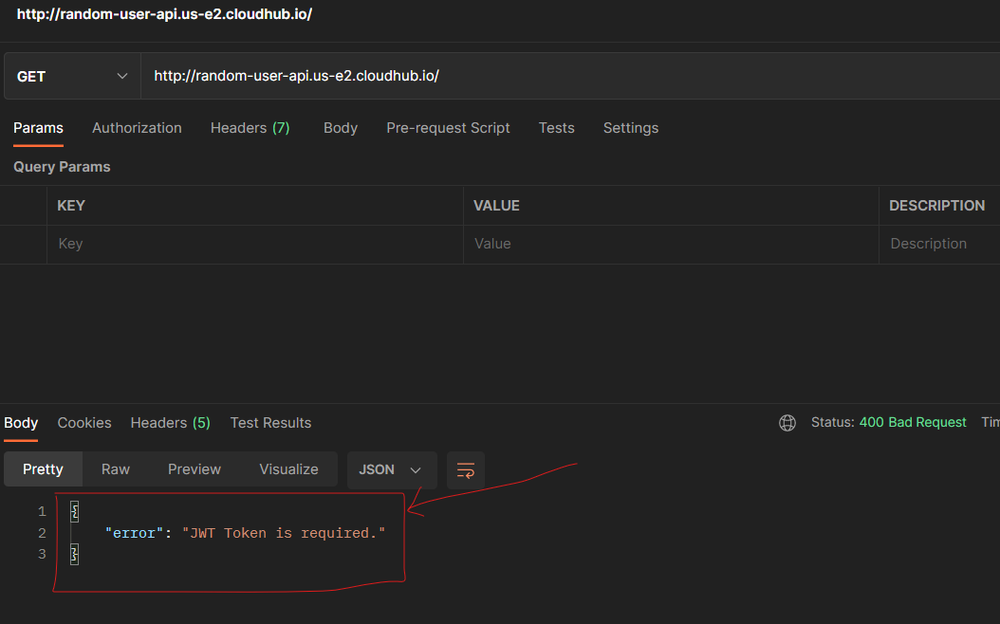 http://random-user-api.us-e2.cloudhub.io/
GET http://random-user-api.us-e2.cloudhub.io/
Params Authorization Headers (7) Body Pre-request Script Tests Settings
Query Params
KEY VALUE DESCRIPTION
Key Value Description
Body Cookies Headers (5) Test Results Status: 400 Bad Request Tim
Pretty Raw Preview Visualize JSON
1 {
2 "error": "JWT Token is required."
3 }